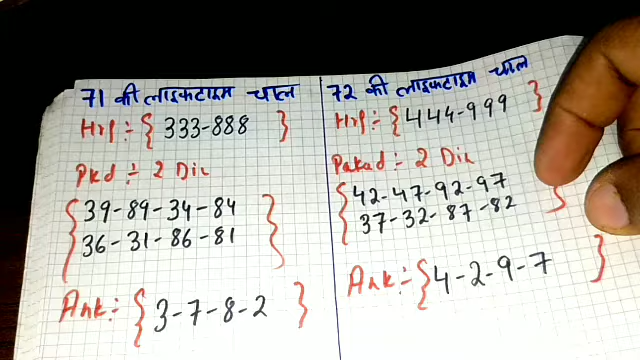 71 की लाइफटाइम चाल
Hrf:- { 333-888 }
Pkd :- 2 Din
{ 39-89-34-84
36-31-86-81 }
Ank:- { 3-7-8-2 }
72 की लाइफटाइम चाल
Hrf:- { 444-999 }
Pakad :- 2 Din
{ 42-47-92-97
37-32-87-82 }
Ank:- { 4-2-9-7 }